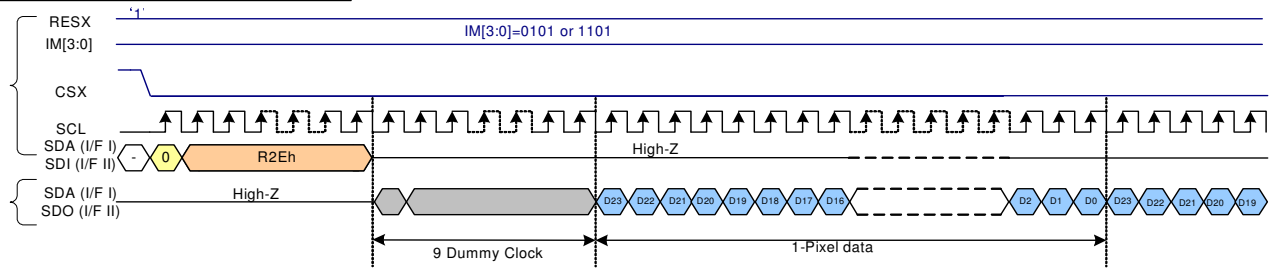 RESX
'1'
IM[3:0]
IM[3:0]=0101 or 1101
CSX
SCL
SDA (I/F I)
SDI (I/F II)
-
0
R2Eh
High-Z
SDA (I/F I)
SDO (I/F II)
High-Z
D23 D22 D21 D20 D19 D18 D17 D16 D2 D1 D0 D23 D22 D21 D20 D19
9 Dummy Clock
1-Pixel data